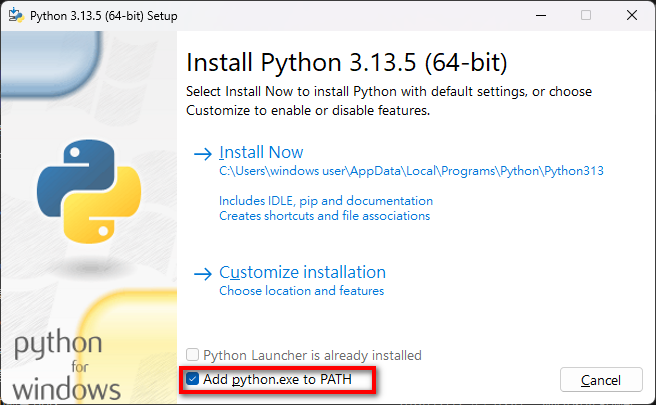 Python 3.13.5 (64-bit) Setup
Install Python 3.13.5 (64-bit)
Select Install Now to install Python with default settings, or choose
Customize to enable or disable features.
Install Now
C:\Users\windows user\AppData\Local\Programs\Python\Python313
Includes IDLE, pip and documentation
Creates shortcuts and file associations
Customize installation
Choose location and features
Python Launcher is already installed
Add python.exe to PATH
Cancel
python
for
windows